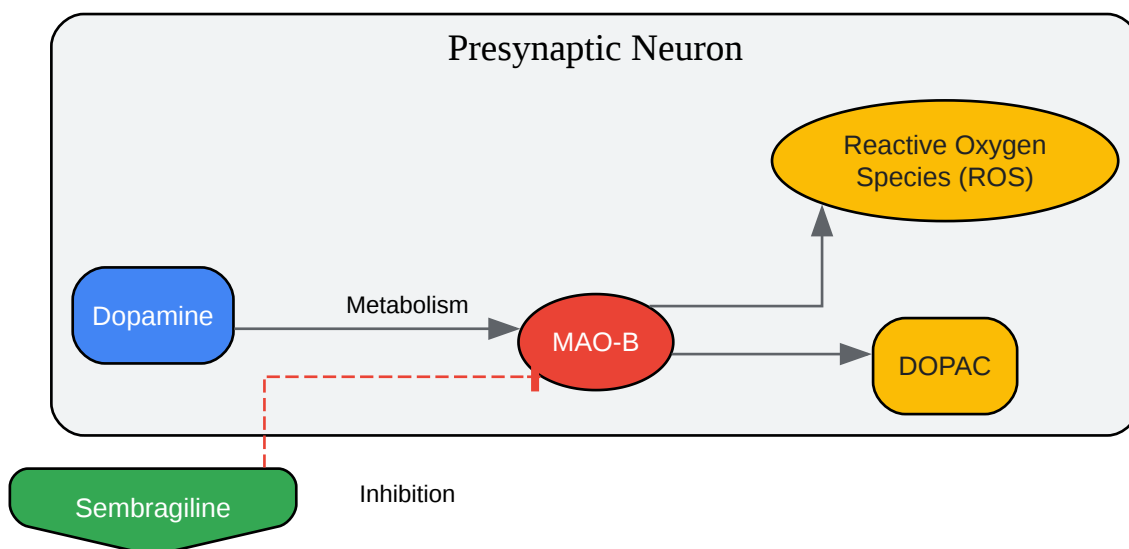 Presynaptic Neuron
Reactive Oxygen
Species (ROS)
Dopamine
Metabolism
MAO-B
DOPAC
Sembragiline
Inhibition